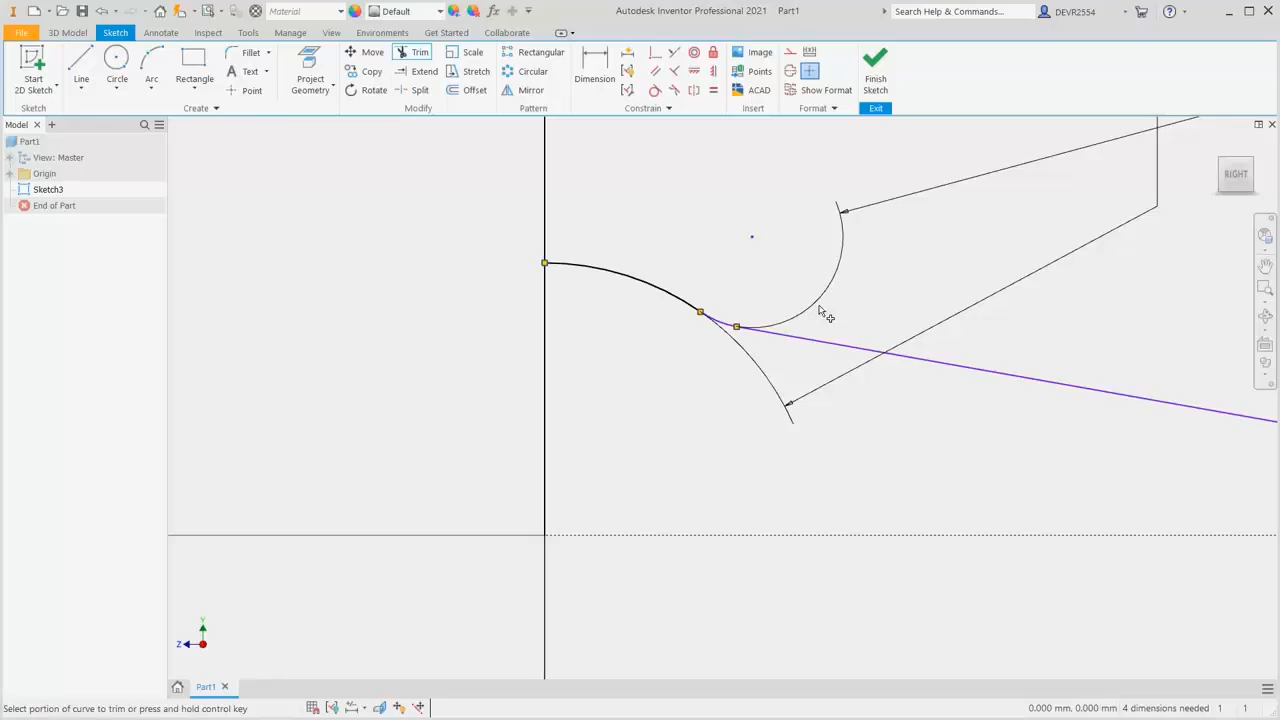 Material
Default
Autodesk Inventor Professional 2021
Part1
Search Help & Commands...
DEVR2554
File
3D Model
Sketch
Annotate
Inspect
Tools
Manage
View
Environments
Get Started
Collaborate
Start
2D Sketch
Line
Circle
Arc
Rectangle
Fillet
Text
Point
Project
Geometry
Move
Copy
Rotate
Trim
Extend
Split
Scale
Stretch
Offset
Rectangular
Circular
Mirror
Dimension
Image
Points
ACAD
Show Format
Finish
Sketch
Sketch
Create
Modify
Pattern
Constrain
Insert
Format
Exit
Model
Part1
View: Master
Origin
Sketch3
End of Part
RIGHT
Y
Z
Part1
Select portion of curve to trim or press and hold control key
0.000 mm, 0.000 mm
4 dimensions needed
1
1